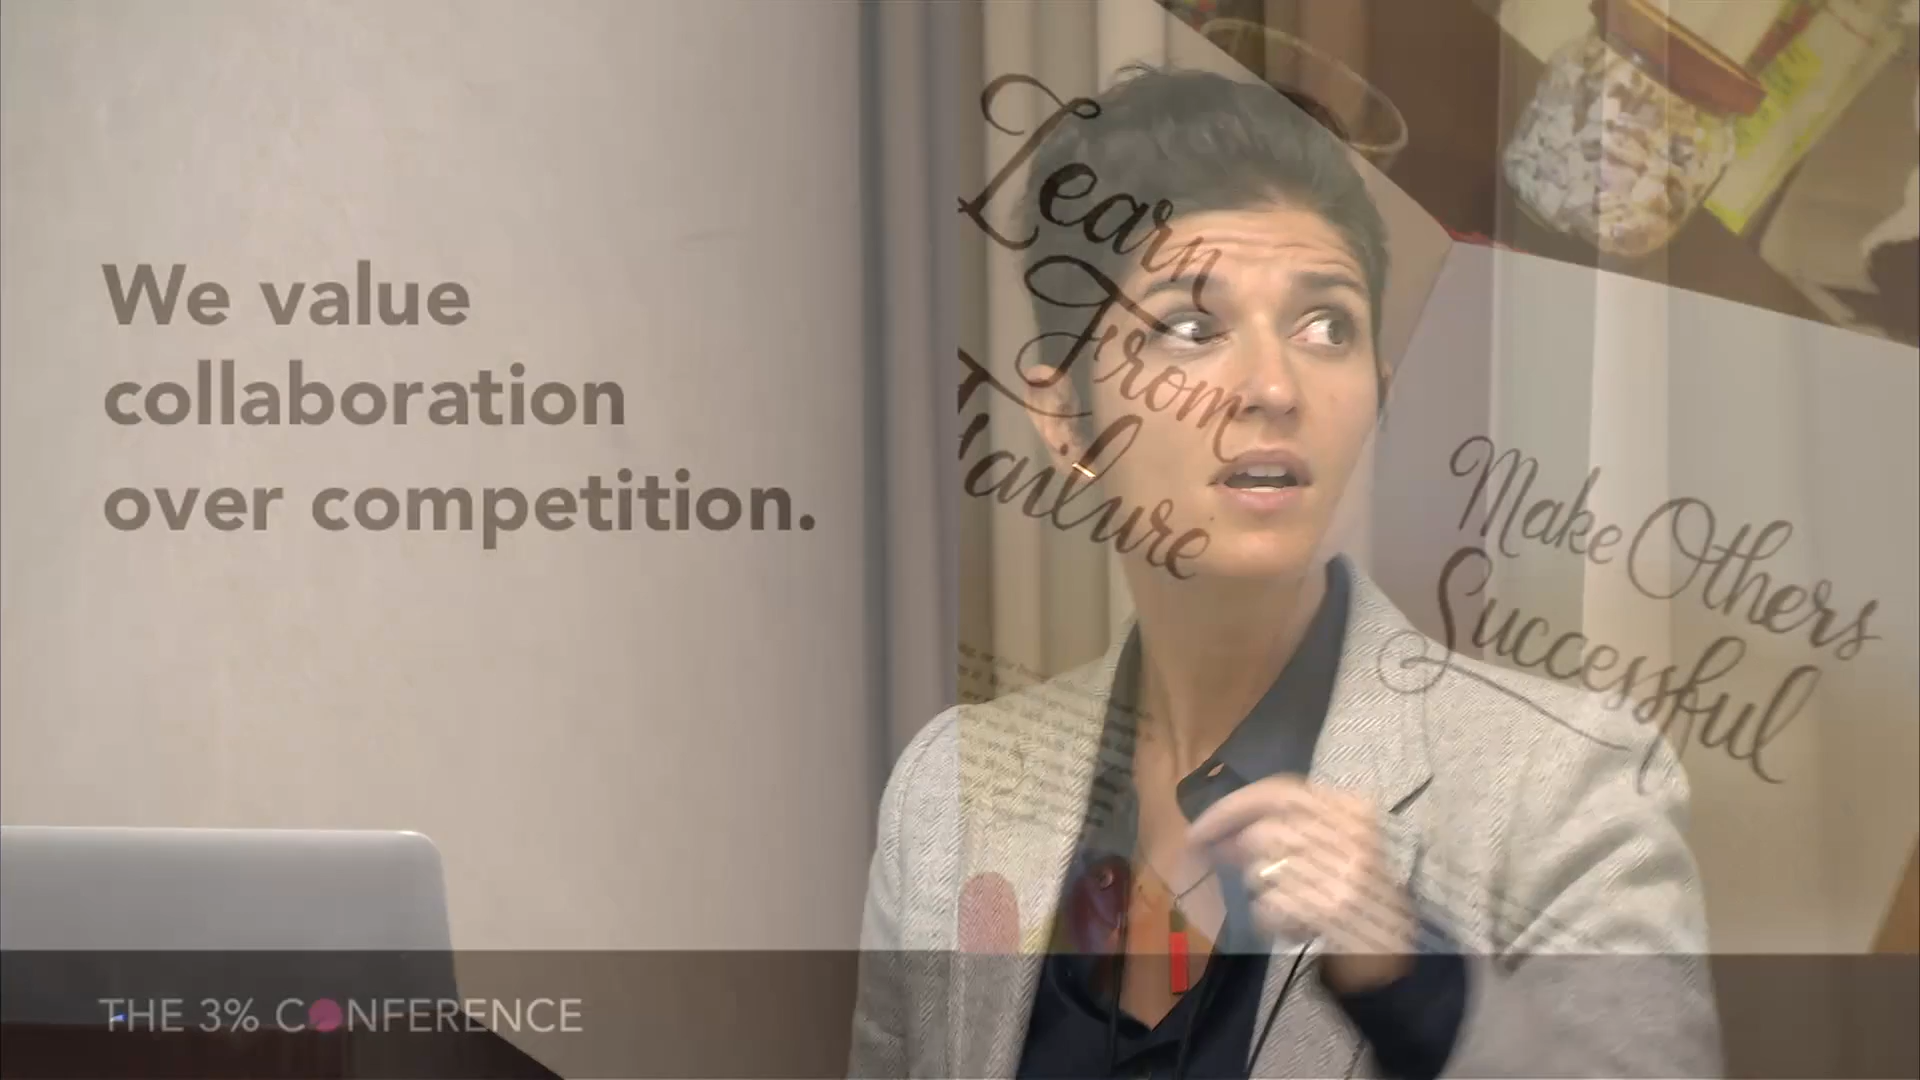 We value
collaboration
over competition.
Learn
From
Failure
Make Others
Successful
THE 3% CONFERENCE